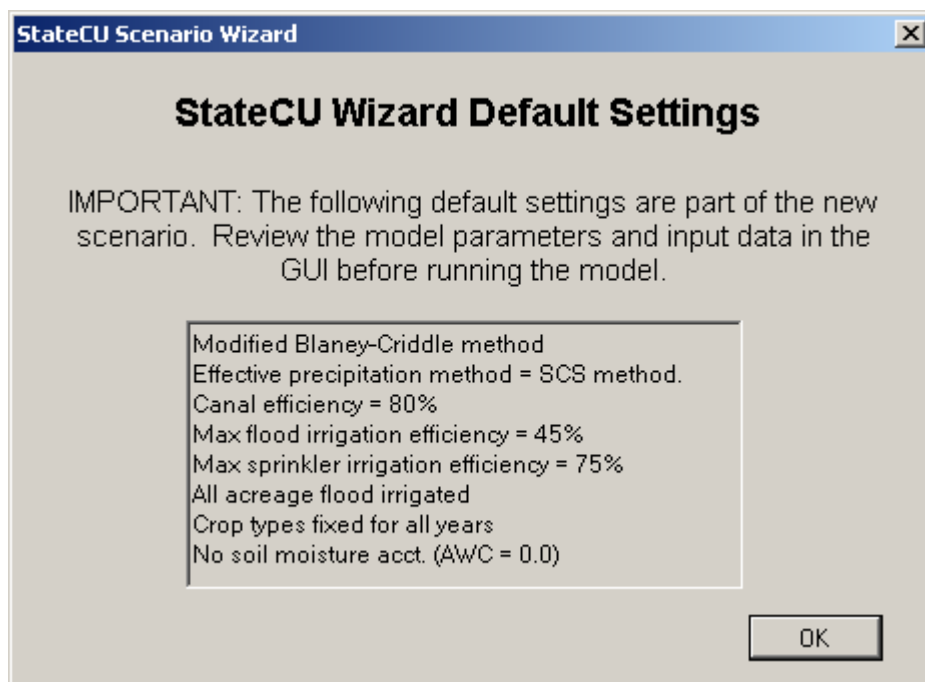 StateCU Scenario Wizard
StateCU Wizard Default Settings
IMPORTANT: The following default settings are part of the new
scenario.  Review the model parameters and input data in the
GUI before running the model.
Modified Blaney-Criddle method
Effective precipitation method = SCS method.
Canal efficiency = 80%
Max flood irrigation efficiency = 45%
Max sprinkler irrigation efficiency = 75%
All acreage flood irrigated
Crop types fixed for all years
No soil moisture acct. (AWC = 0.0)
OK